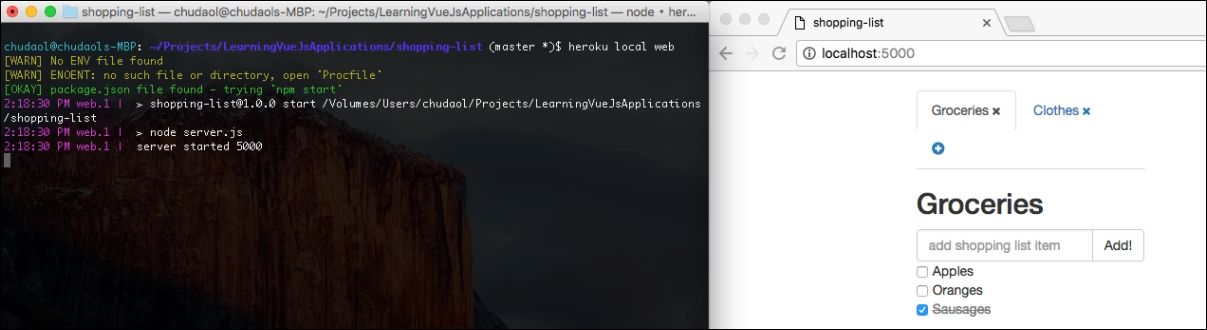 shopping-list — chudaol@chudaols-MBP: ~/Projects/LearningVueJsApplications/shopping-list — node • her...
chudaol@chudaols-MBP: ~/Projects/LearningVueJsApplications/shopping-list (master *)$ heroku local web
[WARN] No ENV file found
[WARN] ENOENT: no such file or directory, open 'Procfile'
[OKAY] package.json file found - trying 'npm start'
2:18:30 PM web.1 | > shopping-list@1.0.0 start /Volumes/Users/chudaol/Projects/LearningVueJsApplications
/shopping-list
2:18:30 PM web.1 | > node server.js
2:18:30 PM web.1 | server started 5000
shopping-list
localhost:5000
Groceries
Clothes
Groceries
add shopping list item
Add!
Apples
Oranges
Sausages